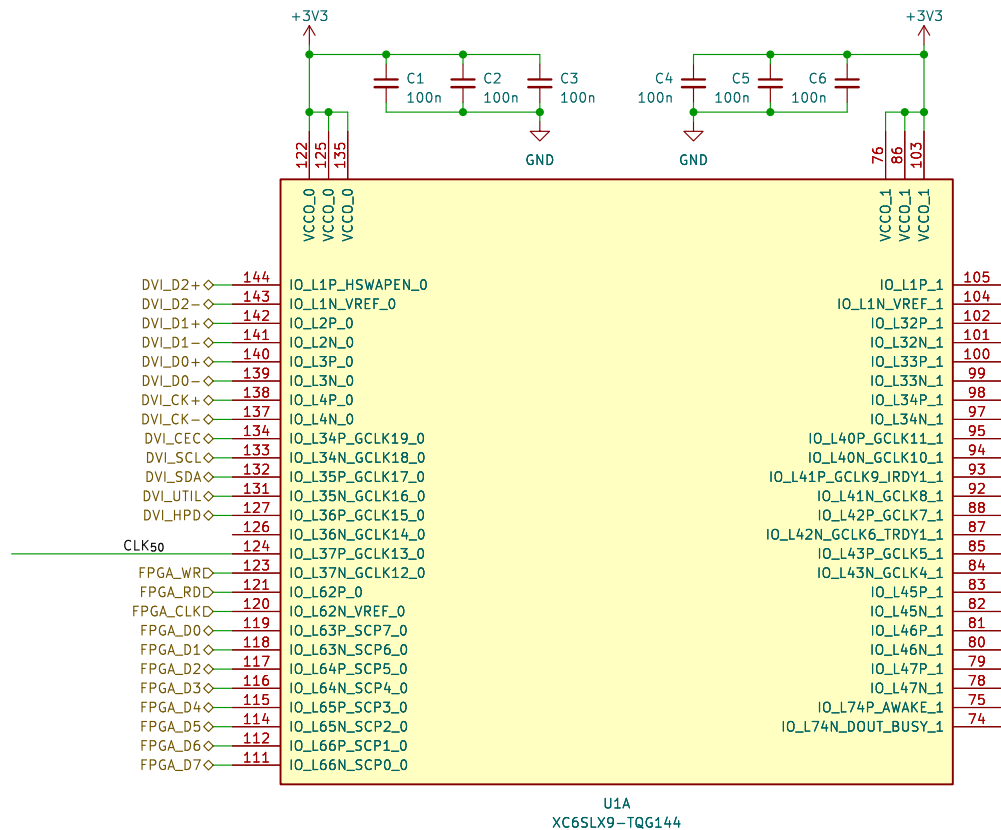 +3V3
+3V3
C1
100n
C2
100n
C3
100n
C4
100n
C5
100n
C6
100n
GND
GND
122
125
135
76
86
103
VCCO_0
VCCO_0
VCCO_0
VCCO_1
VCCO_1
VCCO_1
DVI_D2+ 144 IO_L1P_HSWAPEN_0
DVI_D2- 143 IO_L1N_VREF_0
DVI_D1+ 142 IO_L2P_0
DVI_D1- 141 IO_L2N_0
DVI_D0+ 140 IO_L3P_0
DVI_D0- 139 IO_L3N_0
DVI_CK+ 138 IO_L4P_0
DVI_CK- 137 IO_L4N_0
DVI_CEC 134 IO_L34P_GCLK19_0
DVI_SCL 133 IO_L34N_GCLK18_0
DVI_SDA 132 IO_L35P_GCLK17_0
DVI_UTIL 131 IO_L35N_GCLK16_0
DVI_HPD 127 IO_L36P_GCLK15_0
126 IO_L36N_GCLK14_0
CLK50 124 IO_L37P_GCLK13_0
FPGA_WR 123 IO_L37N_GCLK12_0
FPGA_RD 121 IO_L62P_0
FPGA_CLK 120 IO_L62N_VREF_0
FPGA_D0 119 IO_L63P_SCP7_0
FPGA_D1 118 IO_L63N_SCP6_0
FPGA_D2 117 IO_L64P_SCP5_0
FPGA_D3 116 IO_L64N_SCP4_0
FPGA_D4 115 IO_L65P_SCP3_0
FPGA_D5 114 IO_L65N_SCP2_0
FPGA_D6 112 IO_L66P_SCP1_0
FPGA_D7 111 IO_L66N_SCP0_0
IO_L1P_1 105
IO_L1N_VREF_1 104
IO_L32P_1 102
IO_L32N_1 101
IO_L33P_1 100
IO_L33N_1 99
IO_L34P_1 98
IO_L34N_1 97
IO_L40P_GCLK11_1 95
IO_L40N_GCLK10_1 94
IO_L41P_GCLK9_IRDY1_1 93
IO_L41N_GCLK8_1 92
IO_L42P_GCLK7_1 88
IO_L42N_GCLK6_TRDY1_1 87
IO_L43P_GCLK5_1 85
IO_L43N_GCLK4_1 84
IO_L45P_1 83
IO_L45N_1 82
IO_L46P_1 81
IO_L46N_1 80
IO_L47P_1 79
IO_L47N_1 78
IO_L74P_AWAKE_1 75
IO_L74N_DOUT_BUSY_1 74
U1A
XC6SLX9-TQG144